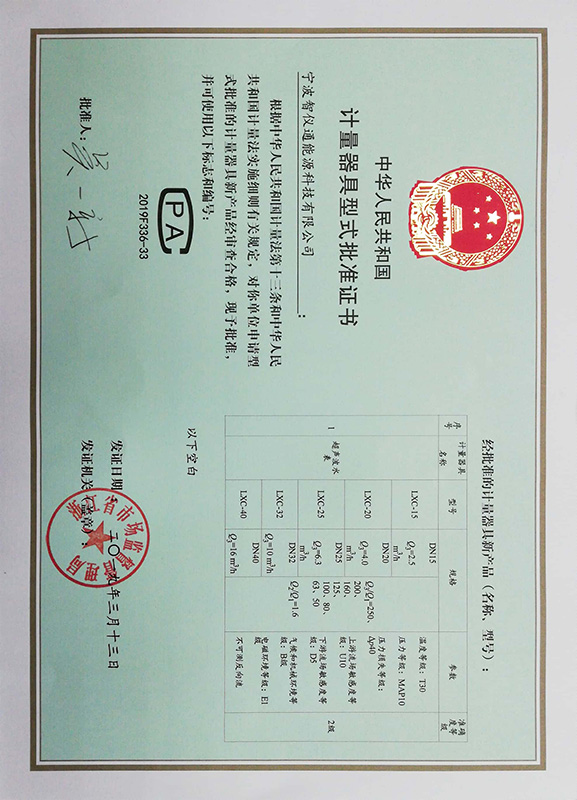 中华人民共和国
计量器具型式批准证书
宁波智仪通能源科技有限公司：
根据中华人民共和国计量法第十三条和中华人民
共和国计量法实施细则有关规定，对你单位申请型
式批准的计量器具新产品经审查合格，现予批准，
并可使用以下标志和编号：
PA
2019F336-33
批准人：
经批准的计量器具新产品（名称、型号）：
序号 计量器具名称 型号 规格 参数 准确度等级
1 超声波水表 2级
LXC-15 DN15 Q₃=2.5 m³/h
LXC-20 DN20 Q₃=4.0 m³/h
LXC-25 DN25 Q₃=6.3 m³/h
LXC-32 DN32 Q₃=10 m³/h
LXC-40 DN40 Q₃=16 m³/h
Q₃/Q₁=250、
200、
160、
125、
100、80、
63、50
Q₂/Q₁=1.6
温度等级：T30
压力等级：MAP10
压力损失等级：
Δp40
上游流场敏感度等
级：U10
下游流场敏感度等
级：D5
气候和机械环境等
级：B级
电磁环境等级：E1
级
不可测反向流
以下空白
发证日期：二〇一九年三月十三日
发证机关（盖章）：
省市场监督管理局